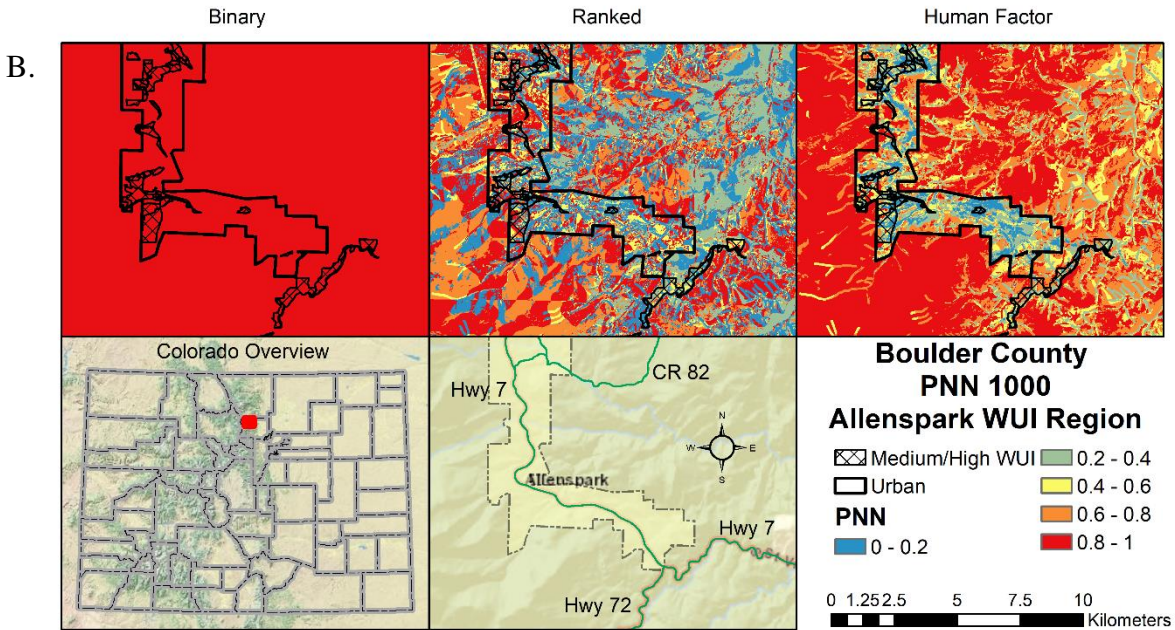 Binary
Ranked
Human Factor
B.
Colorado Overview
Hwy 7
CR 82
N
W E
S
Allenspark
Hwy 7
Hwy 72
Boulder County
PNN 1000
Allenspark WUI Region
Medium/High WUI
Urban
PNN
0 - 0.2
0.2 - 0.4
0.4 - 0.6
0.6 - 0.8
0.8 - 1
0 1.25 2.5 5 7.5 10
Kilometers